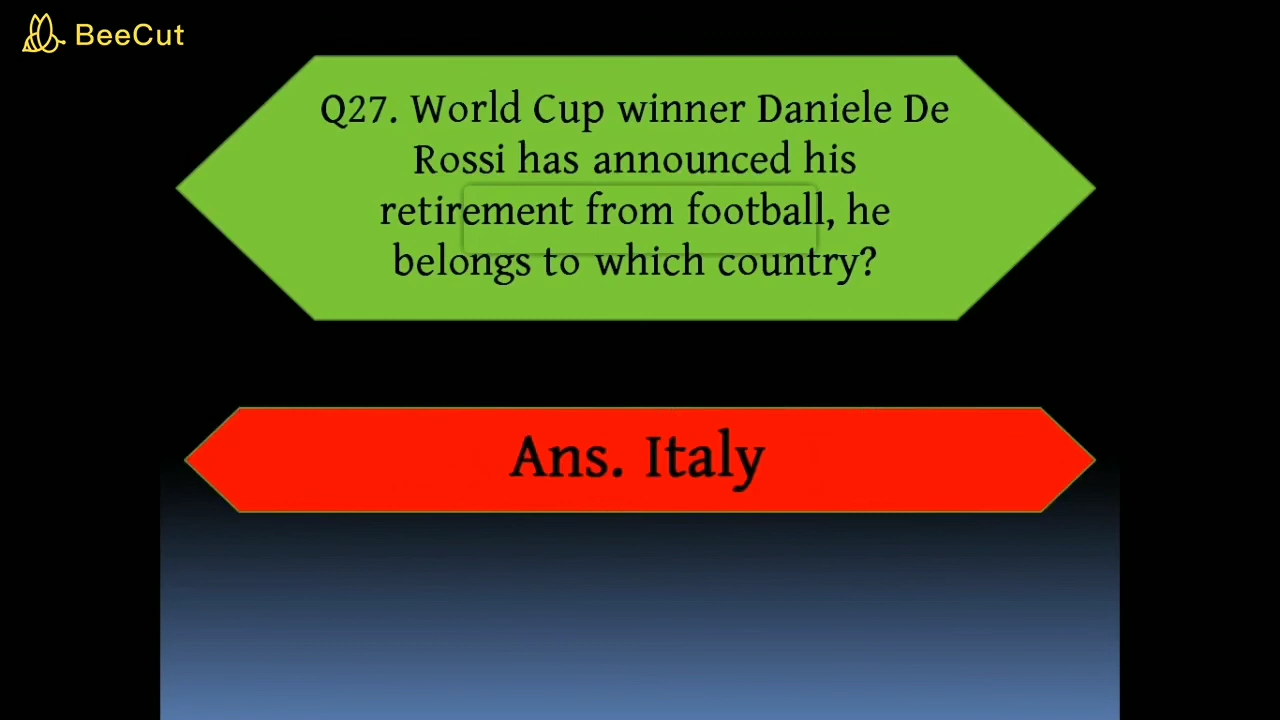 BeeCut
Q27. World Cup winner Daniele De
Rossi has announced his
retirement from football, he
belongs to which country?
Ans. Italy